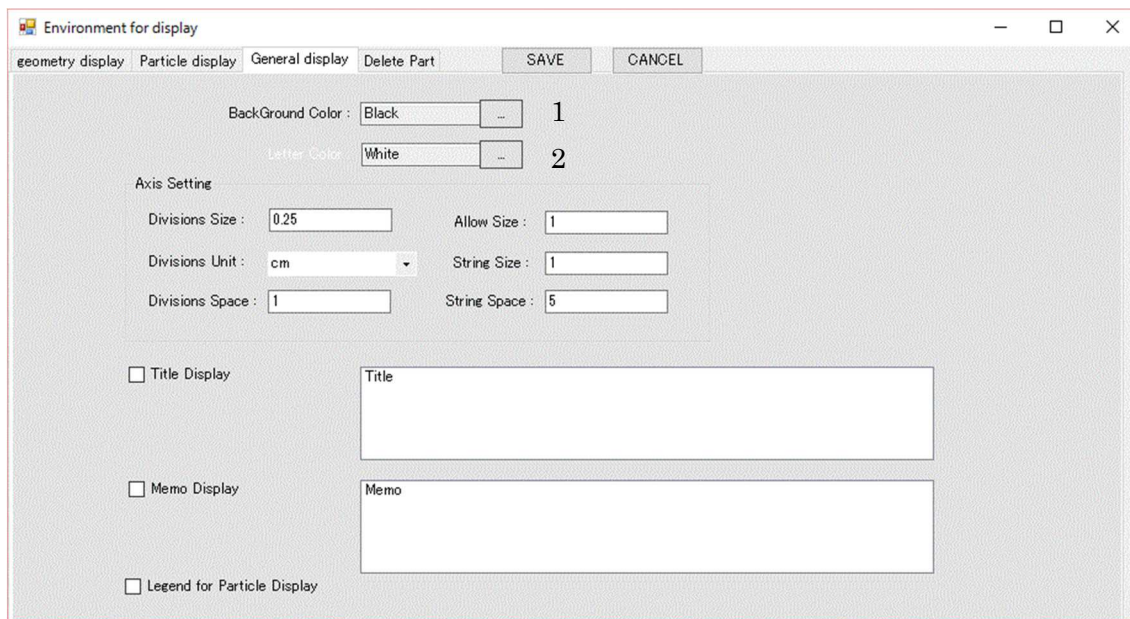 Environment for display
geometry display Particle display General display Delete Part SAVE CANCEL
BackGround Color : Black ... 1
Letter Color : White ... 2
Axis Setting
Divisions Size : 0.25 Allow Size : 1
Divisions Unit : cm String Size : 1
Divisions Space : 1 String Space : 5
Title Display Title
Memo Display Memo
Legend for Particle Display